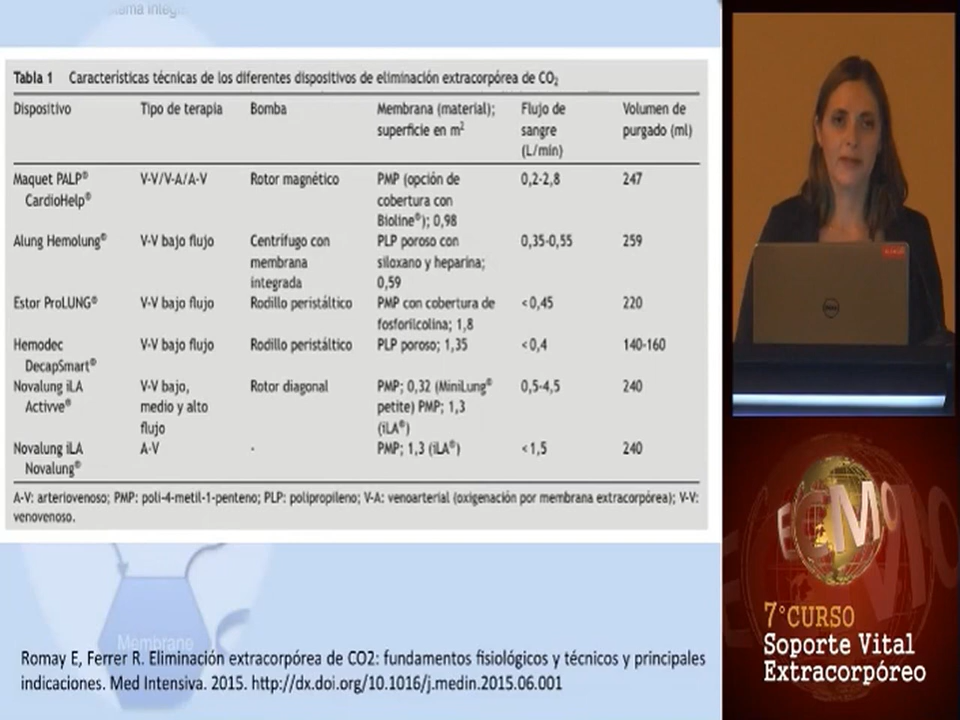 Tabla 1 Características técnicas de los diferentes dispositivos de eliminación extracorpórea de CO₂
Dispositivo Tipo de terapia Bomba Membrana (material); superficie en m² Flujo de sangre (L/min) Volumen de purgado (ml)
Maquet PALP® CardioHelp® V-V/V-A/A-V Rotor magnético PMP (opción de cobertura con Bioline®); 0,98 0,2-2,8 247
Alung Hemolung® V-V bajo flujo Centrífugo con membrana integrada PLP poroso con siloxano y heparina; 0,59 0,35-0,55 259
Estor ProLUNG® V-V bajo flujo Rodillo peristáltico PMP con cobertura de fosforilcolina; 1,8 <0,45 220
Hemodec DecapSmart® V-V bajo flujo Rodillo peristáltico PLP poroso; 1,35 <0,4 140-160
Novalung iLA Activve® V-V bajo, medio y alto flujo Rotor diagonal PMP; 0,32 (MiniLung® petite) PMP; 1,3 (iLA®) 0,5-4,5 240
Novalung iLA Novalung® A-V - PMP; 1,3 (iLA®) <1,5 240
A-V: arteriovenoso; PMP: poli-4-metil-1-penteno; PLP: polipropileno; V-A: venoarterial (oxigenación por membrana extracorpórea); V-V:
venovenoso.
Membrane
Romay E, Ferrer R. Eliminación extracorpórea de CO2: fundamentos fisiológicos y técnicos y principales
indicaciones. Med Intensiva. 2015. http://dx.doi.org/10.1016/j.medin.2015.06.001
DELL
ECMO
7°CURSO
Soporte Vital
Extracorpóreo